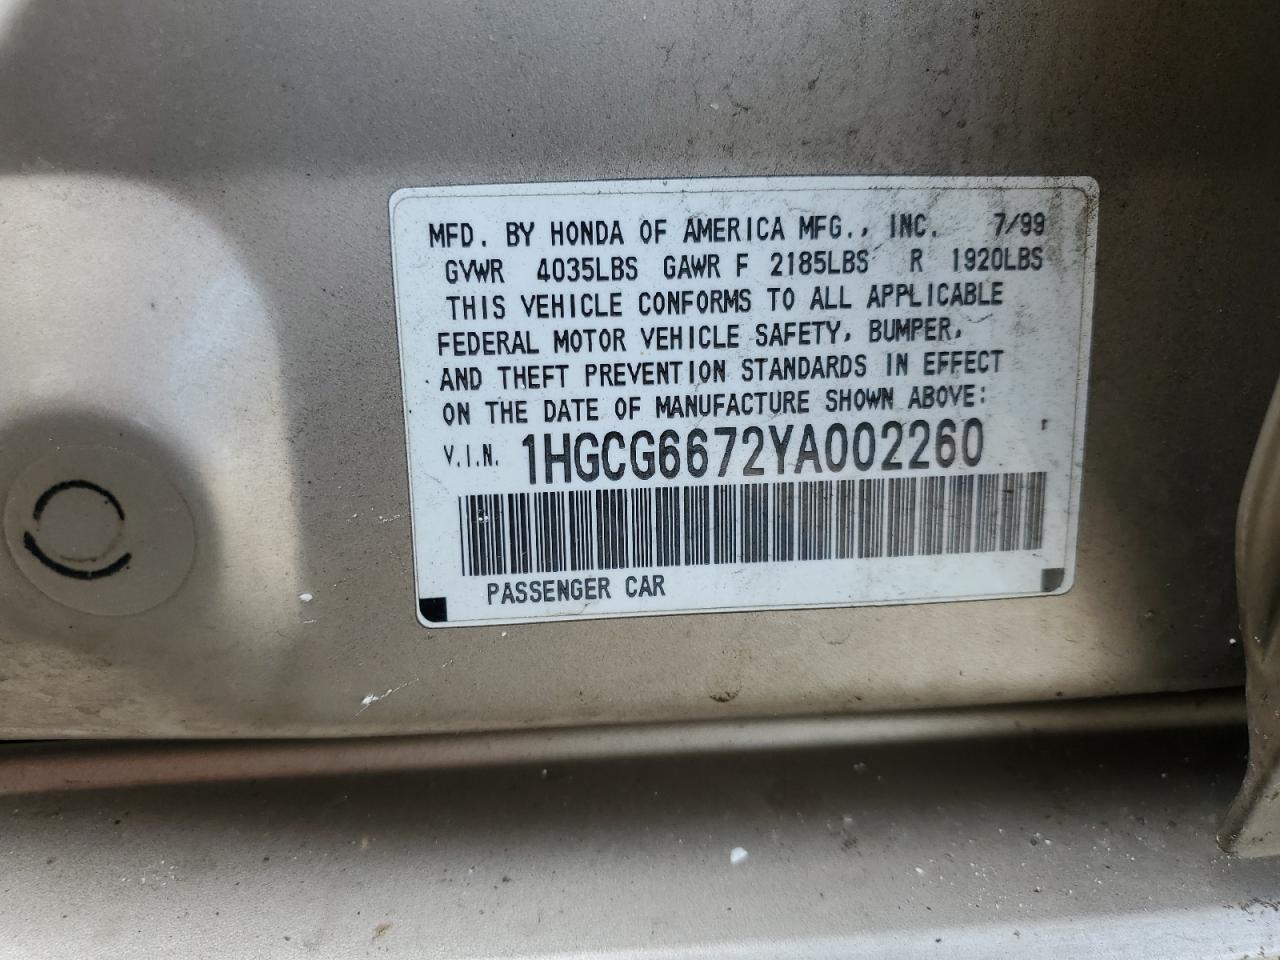 MFD. BY HONDA OF AMERICA MFG., INC. 7/99
GVWR 4035LBS GAWR F 2185LBS R 1920LBS
THIS VEHICLE CONFORMS TO ALL APPLICABLE
FEDERAL MOTOR VEHICLE SAFETY, BUMPER,
AND THEFT PREVENTION STANDARDS IN EFFECT
ON THE DATE OF MANUFACTURE SHOWN ABOVE:
V.I.N. 1HGCG6672YA002260
PASSENGER CAR